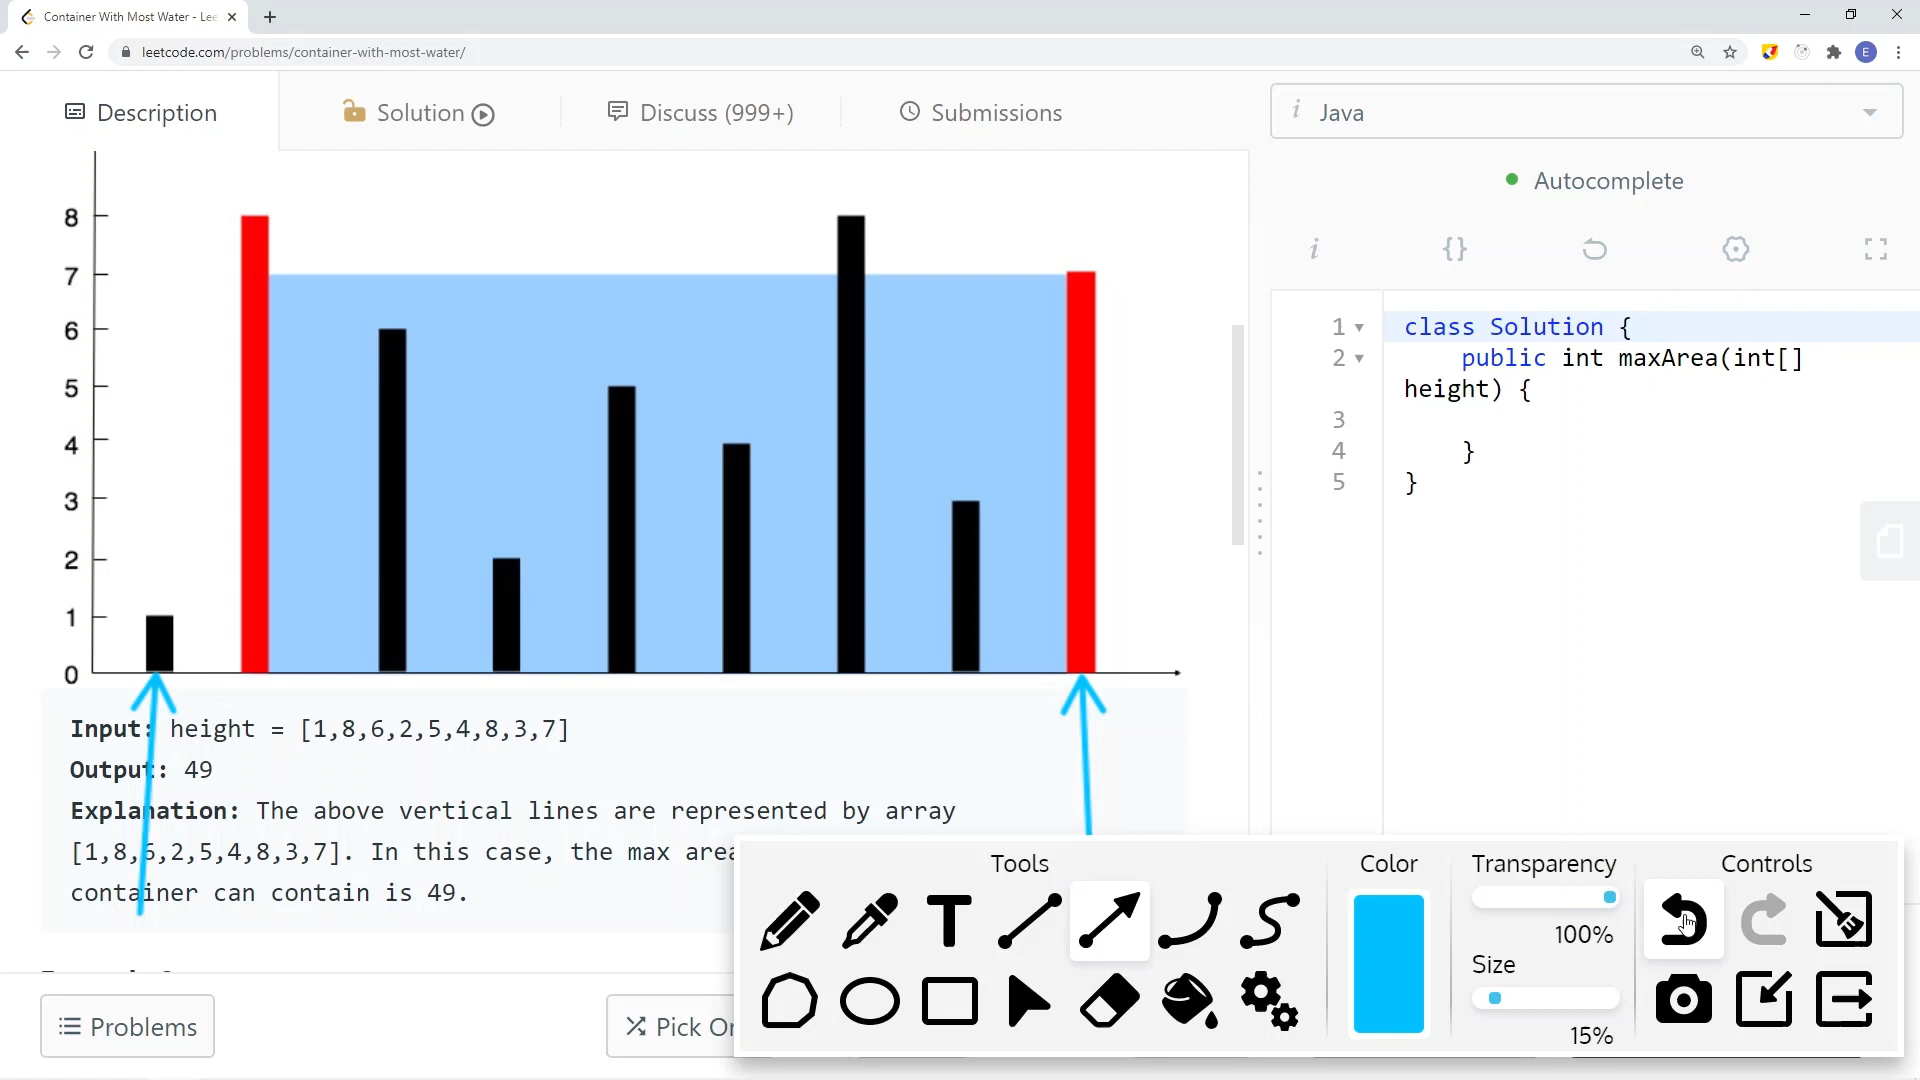 Container With Most Water - Lee
leetcode.com/problems/container-with-most-water/
E
Description
Solution
Discuss (999+)
Submissions
i Java
Autocomplete
i {}
8
7
6
5
4
3
2
1
0
1 class Solution {
2 public int maxArea(int[]
height) {
3
4 }
5 }
Input: height = [1,8,6,2,5,4,8,3,7]
Output: 49
Explanation: The above vertical lines are represented by array
[1,8,6,2,5,4,8,3,7]. In this case, the max area
container can contain is 49.
Problems
Pick On
Tools
Color
Transparency
100%
Size
15%
Controls
T